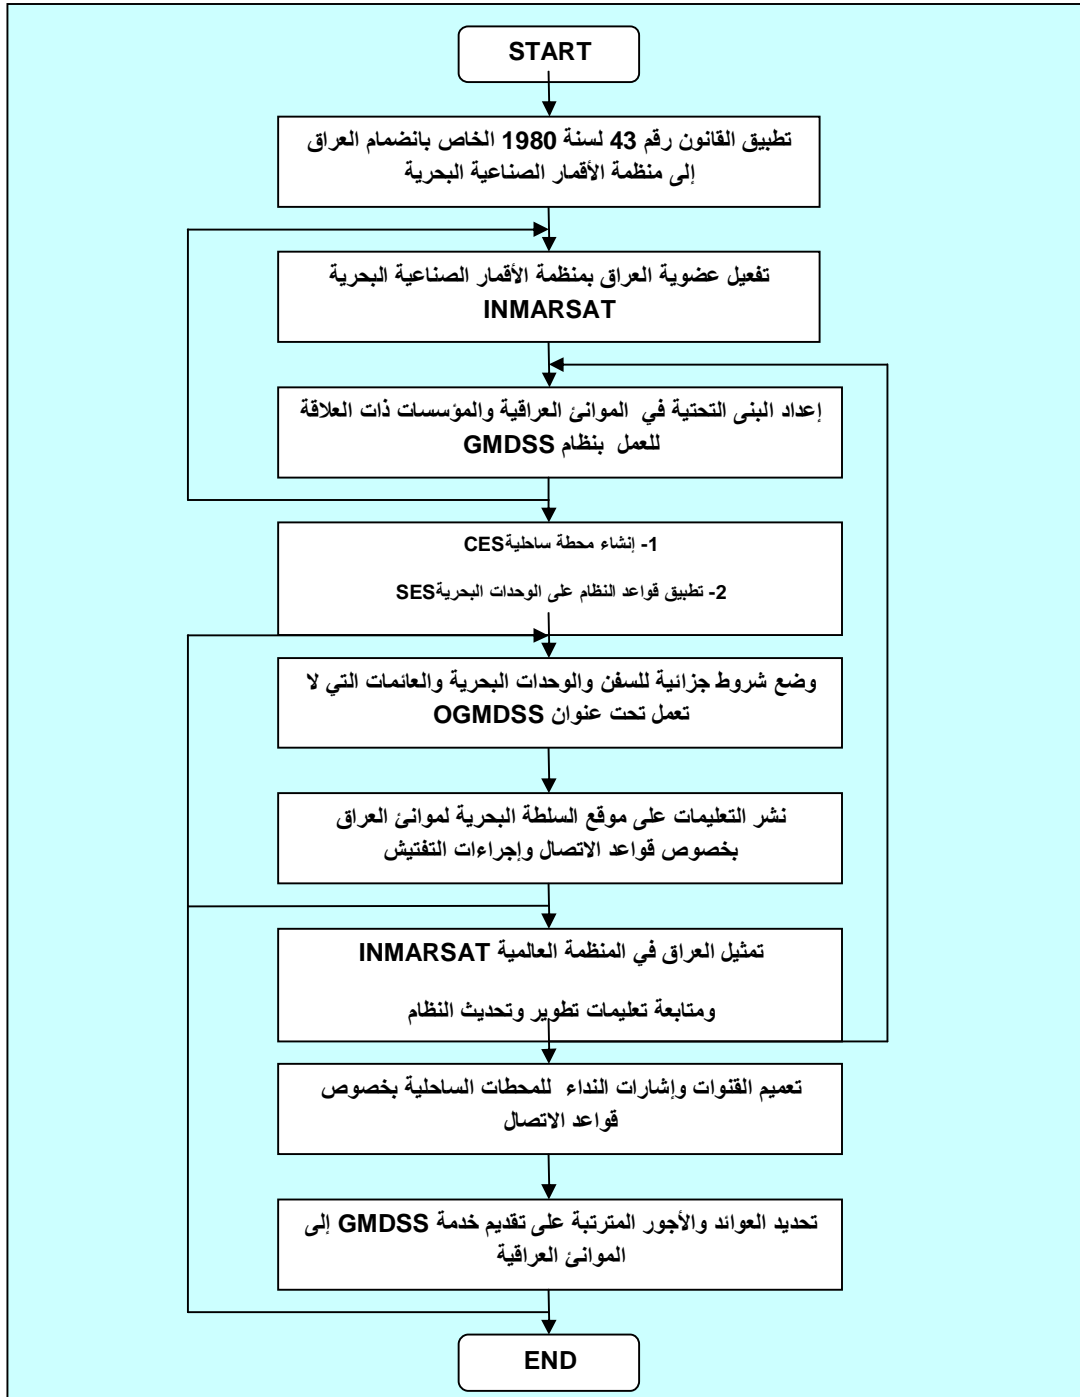 START
تطبيق القانون رقم 43 لسنة 1980 الخاص بانضمام العراق
إلى منظمة الأقمار الصناعية البحرية
تفعيل عضوية العراق بمنظمة الأقمار الصناعية البحرية
INMARSAT
إعداد البنى التحتية في الموانئ العراقية والمؤسسات ذات العلاقة
للعمل بنظام GMDSS
1- إنشاء محطة ساحلية CES
2- تطبيق قواعد النظام على الوحدات البحرية SES
وضع شروط جزائية للسفن والوحدات البحرية والعائمات التي لا
تعمل تحت عنوان OGMDSS
نشر التعليمات على موقع السلطة البحرية لموانئ العراق
بخصوص قواعد الاتصال وإجراءات التفتيش
تمثيل العراق في المنظمة العالمية INMARSAT
ومتابعة تعليمات تطوير وتحديث النظام
تعميم القنوات وإشارات النداء للمحطات الساحلية بخصوص
قواعد الاتصال
تحديد العوائد والأجور المترتبة على تقديم خدمة GMDSS إلى
الموانئ العراقية
END